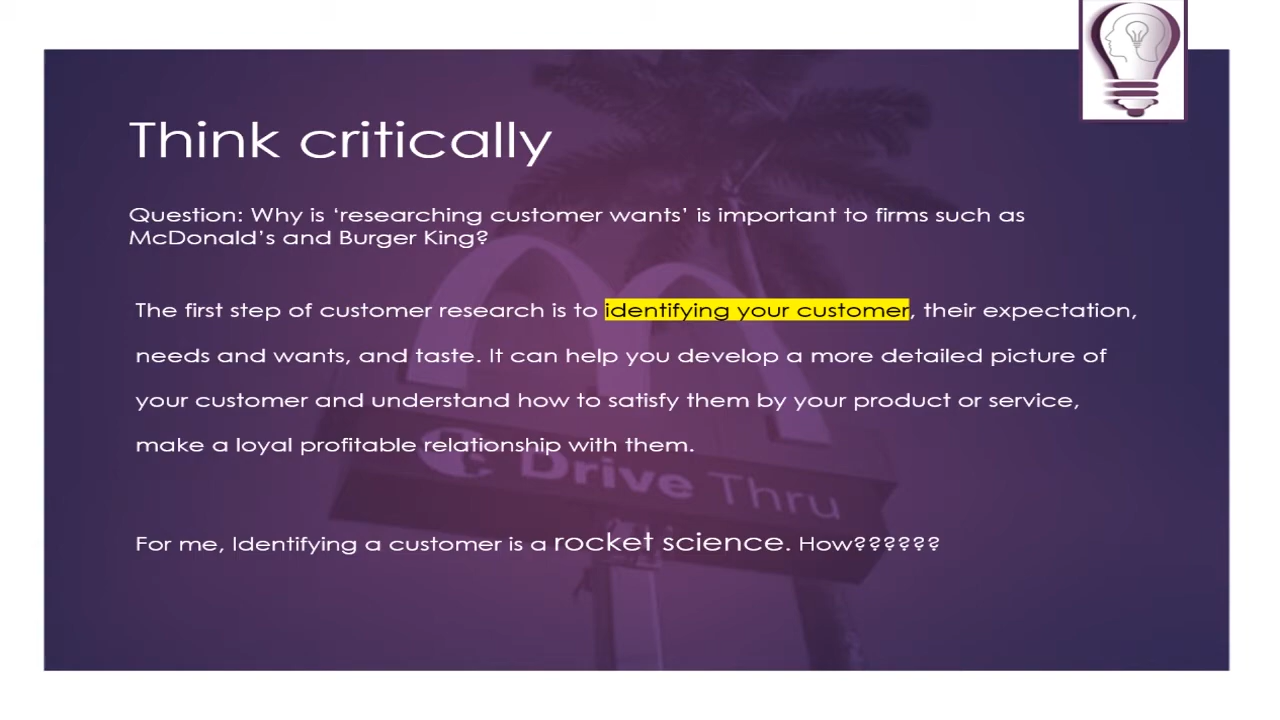 Think critically
Question: Why is ‘researching customer wants’ is important to firms such as
McDonald’s and Burger King?
The first step of customer research is to identifying your customer, their expectation,
needs and wants, and taste. It can help you develop a more detailed picture of
your customer and understand how to satisfy them by your product or service,
make a loyal profitable relationship with them.
Drive Thru
For me, Identifying a customer is a rocket science. How??????